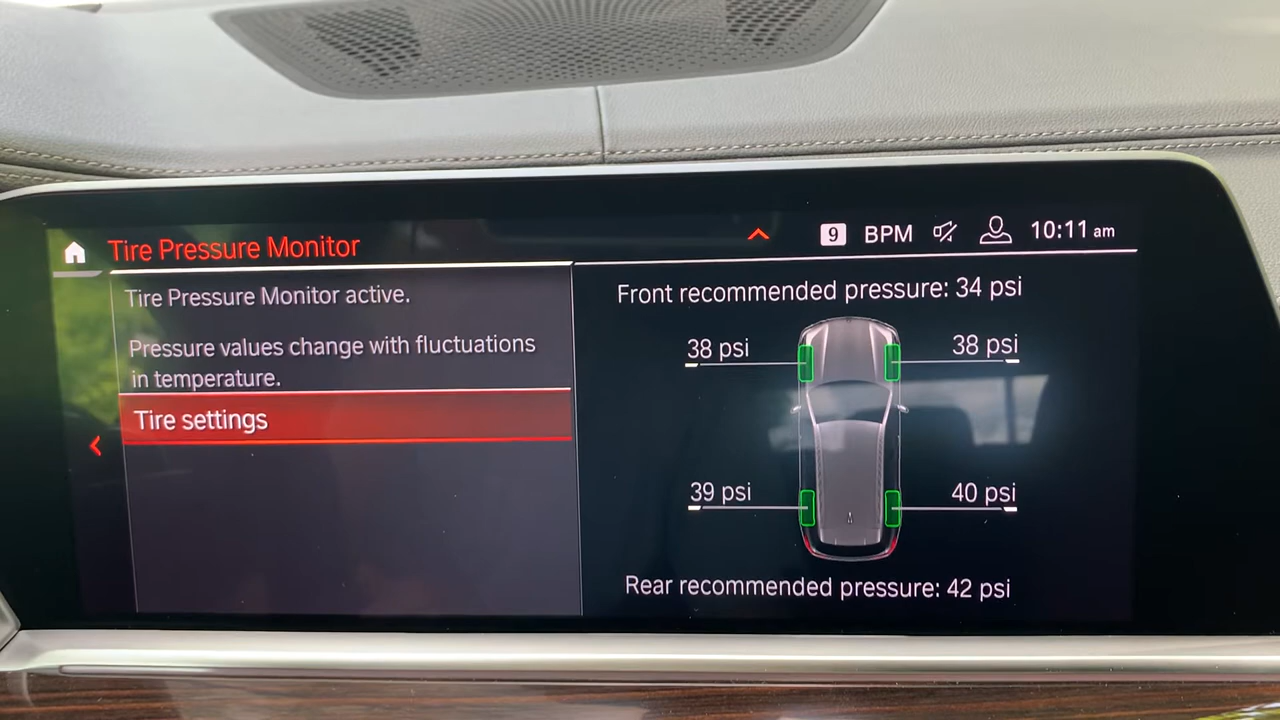 Tire Pressure Monitor
9 BPM 10:11 am
Tire Pressure Monitor active.
Pressure values change with fluctuations
in temperature.
Tire settings
Front recommended pressure: 34 psi
38 psi 38 psi
39 psi 40 psi
Rear recommended pressure: 42 psi